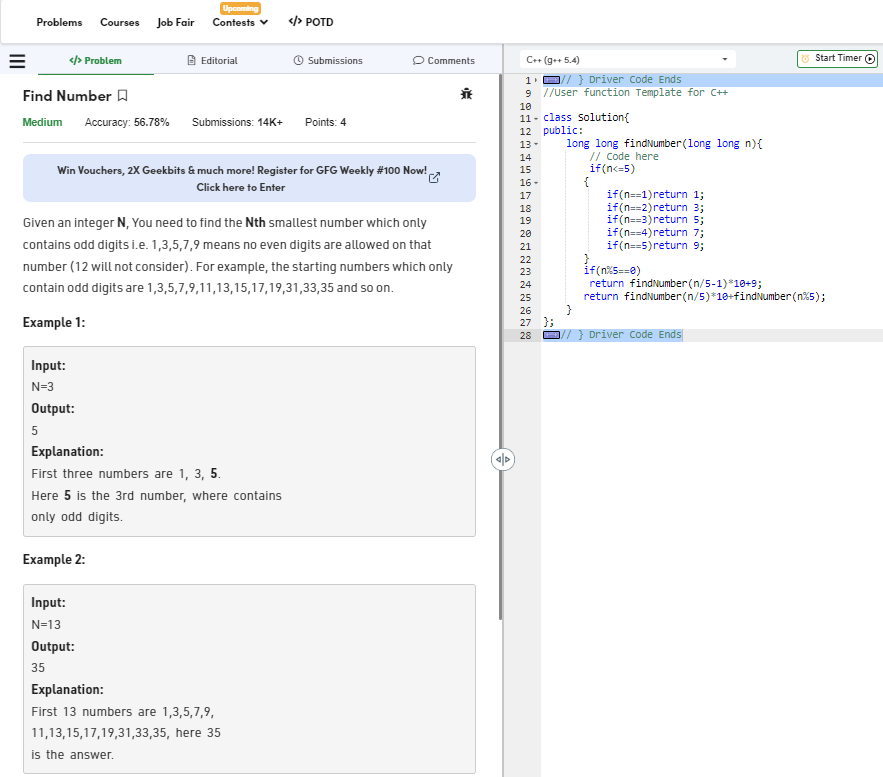 Upcoming
Problems Courses Job Fair Contests </> POTD
</> Problem Editorial Submissions Comments
Find Number
Medium Accuracy: 56.78% Submissions: 14K+ Points: 4
Win Vouchers, 2X Geekbits & much more! Register for GFG Weekly #100 Now!
Click here to Enter
Given an integer N, You need to find the Nth smallest number which only
contains odd digits i.e. 1,3,5,7,9 means no even digits are allowed on that
number (12 will not consider). For example, the starting numbers which only
contain odd digits are 1,3,5,7,9,11,13,15,17,19,31,33,35 and so on.
Example 1:
Input:
N=3
Output:
5
Explanation:
First three numbers are 1, 3, 5.
Here 5 is the 3rd number, where contains
only odd digits.
Example 2:
Input:
N=13
Output:
35
Explanation:
First 13 numbers are 1,3,5,7,9,
11,13,15,17,19,31,33,35, here 35
is the answer.
C++ (g++ 5.4) Start Timer
1 // } Driver Code Ends
9 //User function Template for C++
10
11 class Solution{
12 public:
13 long long findNumber(long long n){
14 // Code here
15 if(n<=5)
16 {
17 if(n==1)return 1;
18 if(n==2)return 3;
19 if(n==3)return 5;
20 if(n==4)return 7;
21 if(n==5)return 9;
22 }
23 if(n%5==0)
24 return findNumber(n/5-1)*10+9;
25 return findNumber(n/5)*10+findNumber(n%5);
26 }
27 };
28 // } Driver Code Ends